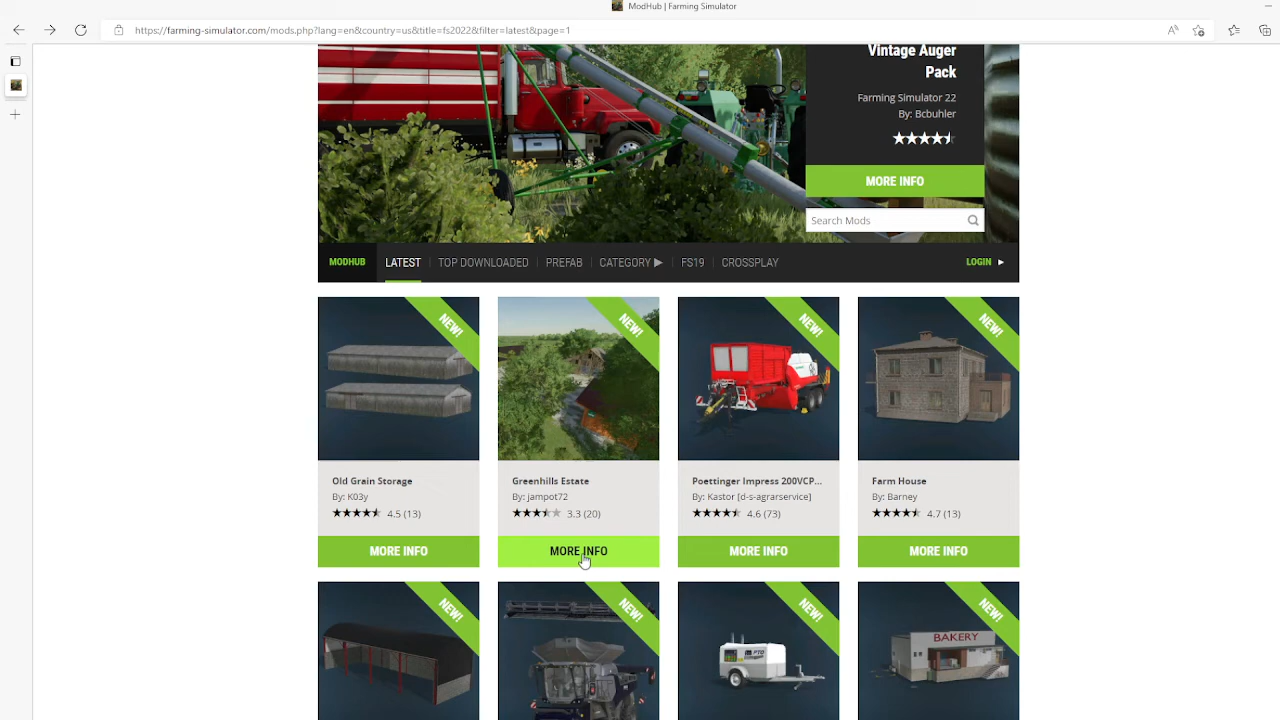 ModHub | Farming Simulator
https://farming-simulator.com/mods.php?lang=en&country=us&title=fs2022&filter=latest&page=1
Vintage Auger
Pack
Farming Simulator 22
By: Bcbuhler
MORE INFO
Search Mods
MODHUB LATEST TOP DOWNLOADED PREFAB CATEGORY ▶ FS19 CROSSPLAY LOGIN ▶
NEW! NEW! NEW! NEW!
Old Grain Storage
By: K03y
4.5 (13)
MORE INFO
Greenhills Estate
By: jampot72
3.3 (20)
MORE INFO
Poettinger Impress 200VCP...
By: Kastor [d-s-agrarservice]
4.6 (73)
MORE INFO
Farm House
By: Barney
4.7 (13)
MORE INFO
NEW! NEW! NEW! NEW!
PTO
BAKERY